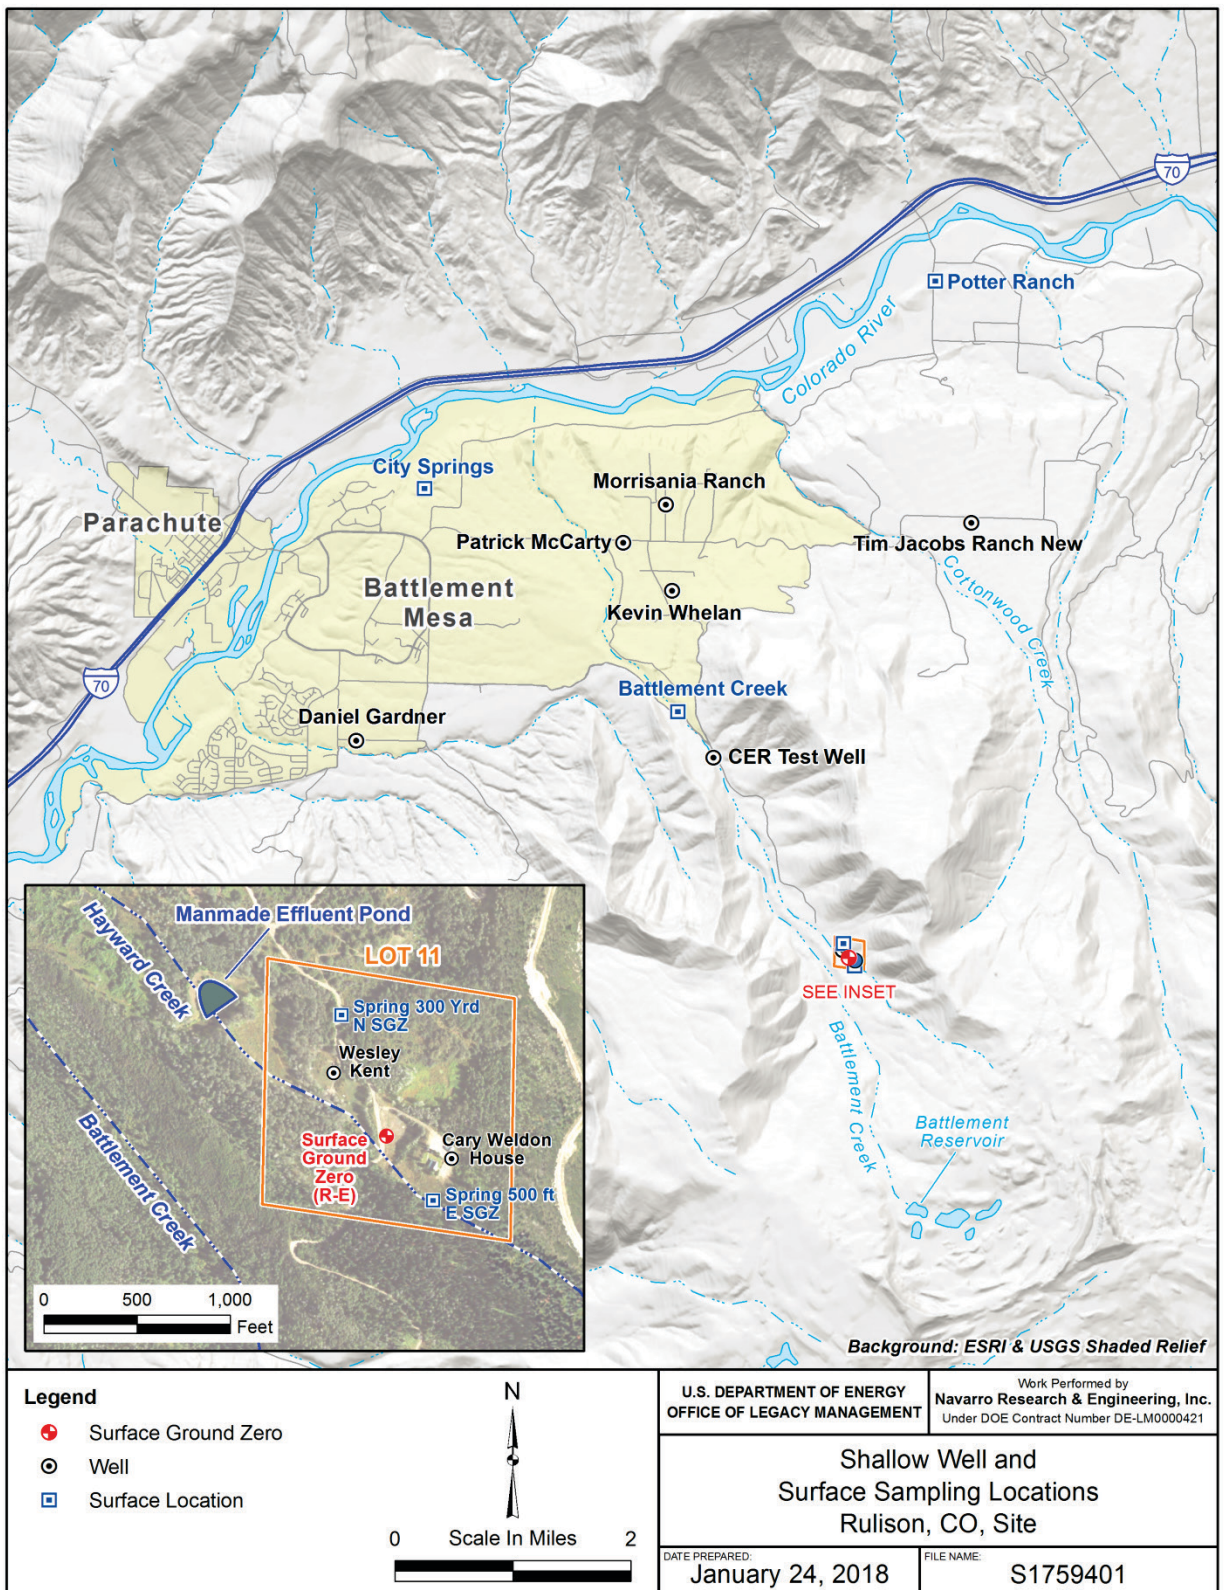 70
Potter Ranch
Colorado River
City Springs
Morrisania Ranch
Parachute
Patrick McCarty
Tim Jacobs Ranch New
Battlement
Mesa
Cottonwood Creek
Kevin Whelan
70
Battlement Creek
Daniel Gardner
CER Test Well
SEE INSET
Battlement Creek
Battlement
Reservoir
Manmade Effluent Pond
Hayward Creek
LOT 11
Spring 300 Yrd
N SGZ
Wesley
Kent
Surface
Ground
Zero
(R-E)
Cary Weldon
House
Battlement Creek
Spring 500 ft
E SGZ
0 500 1,000
Feet
Background: ESRI & USGS Shaded Relief
Legend
Surface Ground Zero
Well
Surface Location
N
0 Scale In Miles 2
U.S. DEPARTMENT OF ENERGY
OFFICE OF LEGACY MANAGEMENT
Work Performed by
Navarro Research & Engineering, Inc.
Under DOE Contract Number DE-LM0000421
Shallow Well and
Surface Sampling Locations
Rulison, CO, Site
DATE PREPARED:
January 24, 2018
FILE NAME:
S1759401